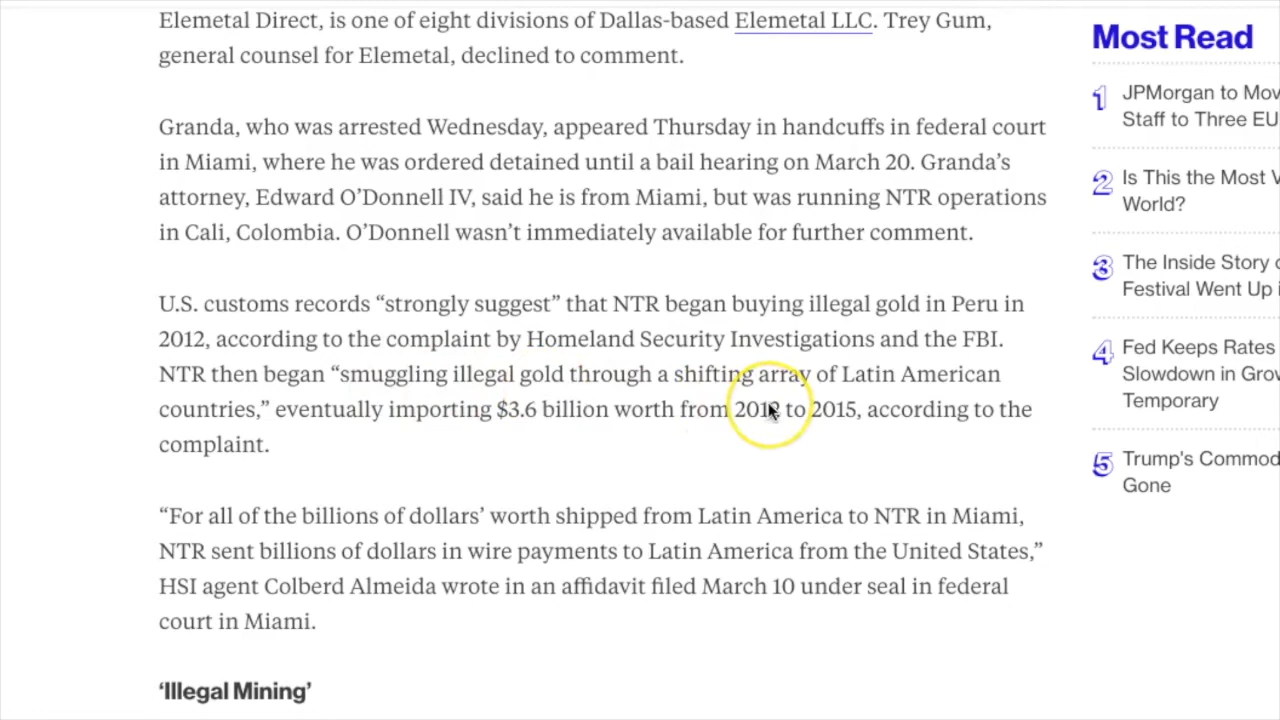 Elemetal Direct, is one of eight divisions of Dallas-based Elemetal LLC. Trey Gum,
general counsel for Elemetal, declined to comment.
Granda, who was arrested Wednesday, appeared Thursday in handcuffs in federal court
in Miami, where he was ordered detained until a bail hearing on March 20. Granda’s
attorney, Edward O’Donnell IV, said he is from Miami, but was running NTR operations
in Cali, Colombia. O’Donnell wasn’t immediately available for further comment.
U.S. customs records “strongly suggest” that NTR began buying illegal gold in Peru in
2012, according to the complaint by Homeland Security Investigations and the FBI.
NTR then began “smuggling illegal gold through a shifting array of Latin American
countries,” eventually importing $3.6 billion worth from 2012 to 2015, according to the
complaint.
“For all of the billions of dollars’ worth shipped from Latin America to NTR in Miami,
NTR sent billions of dollars in wire payments to Latin America from the United States,”
HSI agent Colberd Almeida wrote in an affidavit filed March 10 under seal in federal
court in Miami.
‘Illegal Mining’
Most Read
1 JPMorgan to Mov
Staff to Three EU
2 Is This the Most V
World?
3 The Inside Story
Festival Went Up
4 Fed Keeps Rates
Slowdown in Grow
Temporary
5 Trump's Commod
Gone